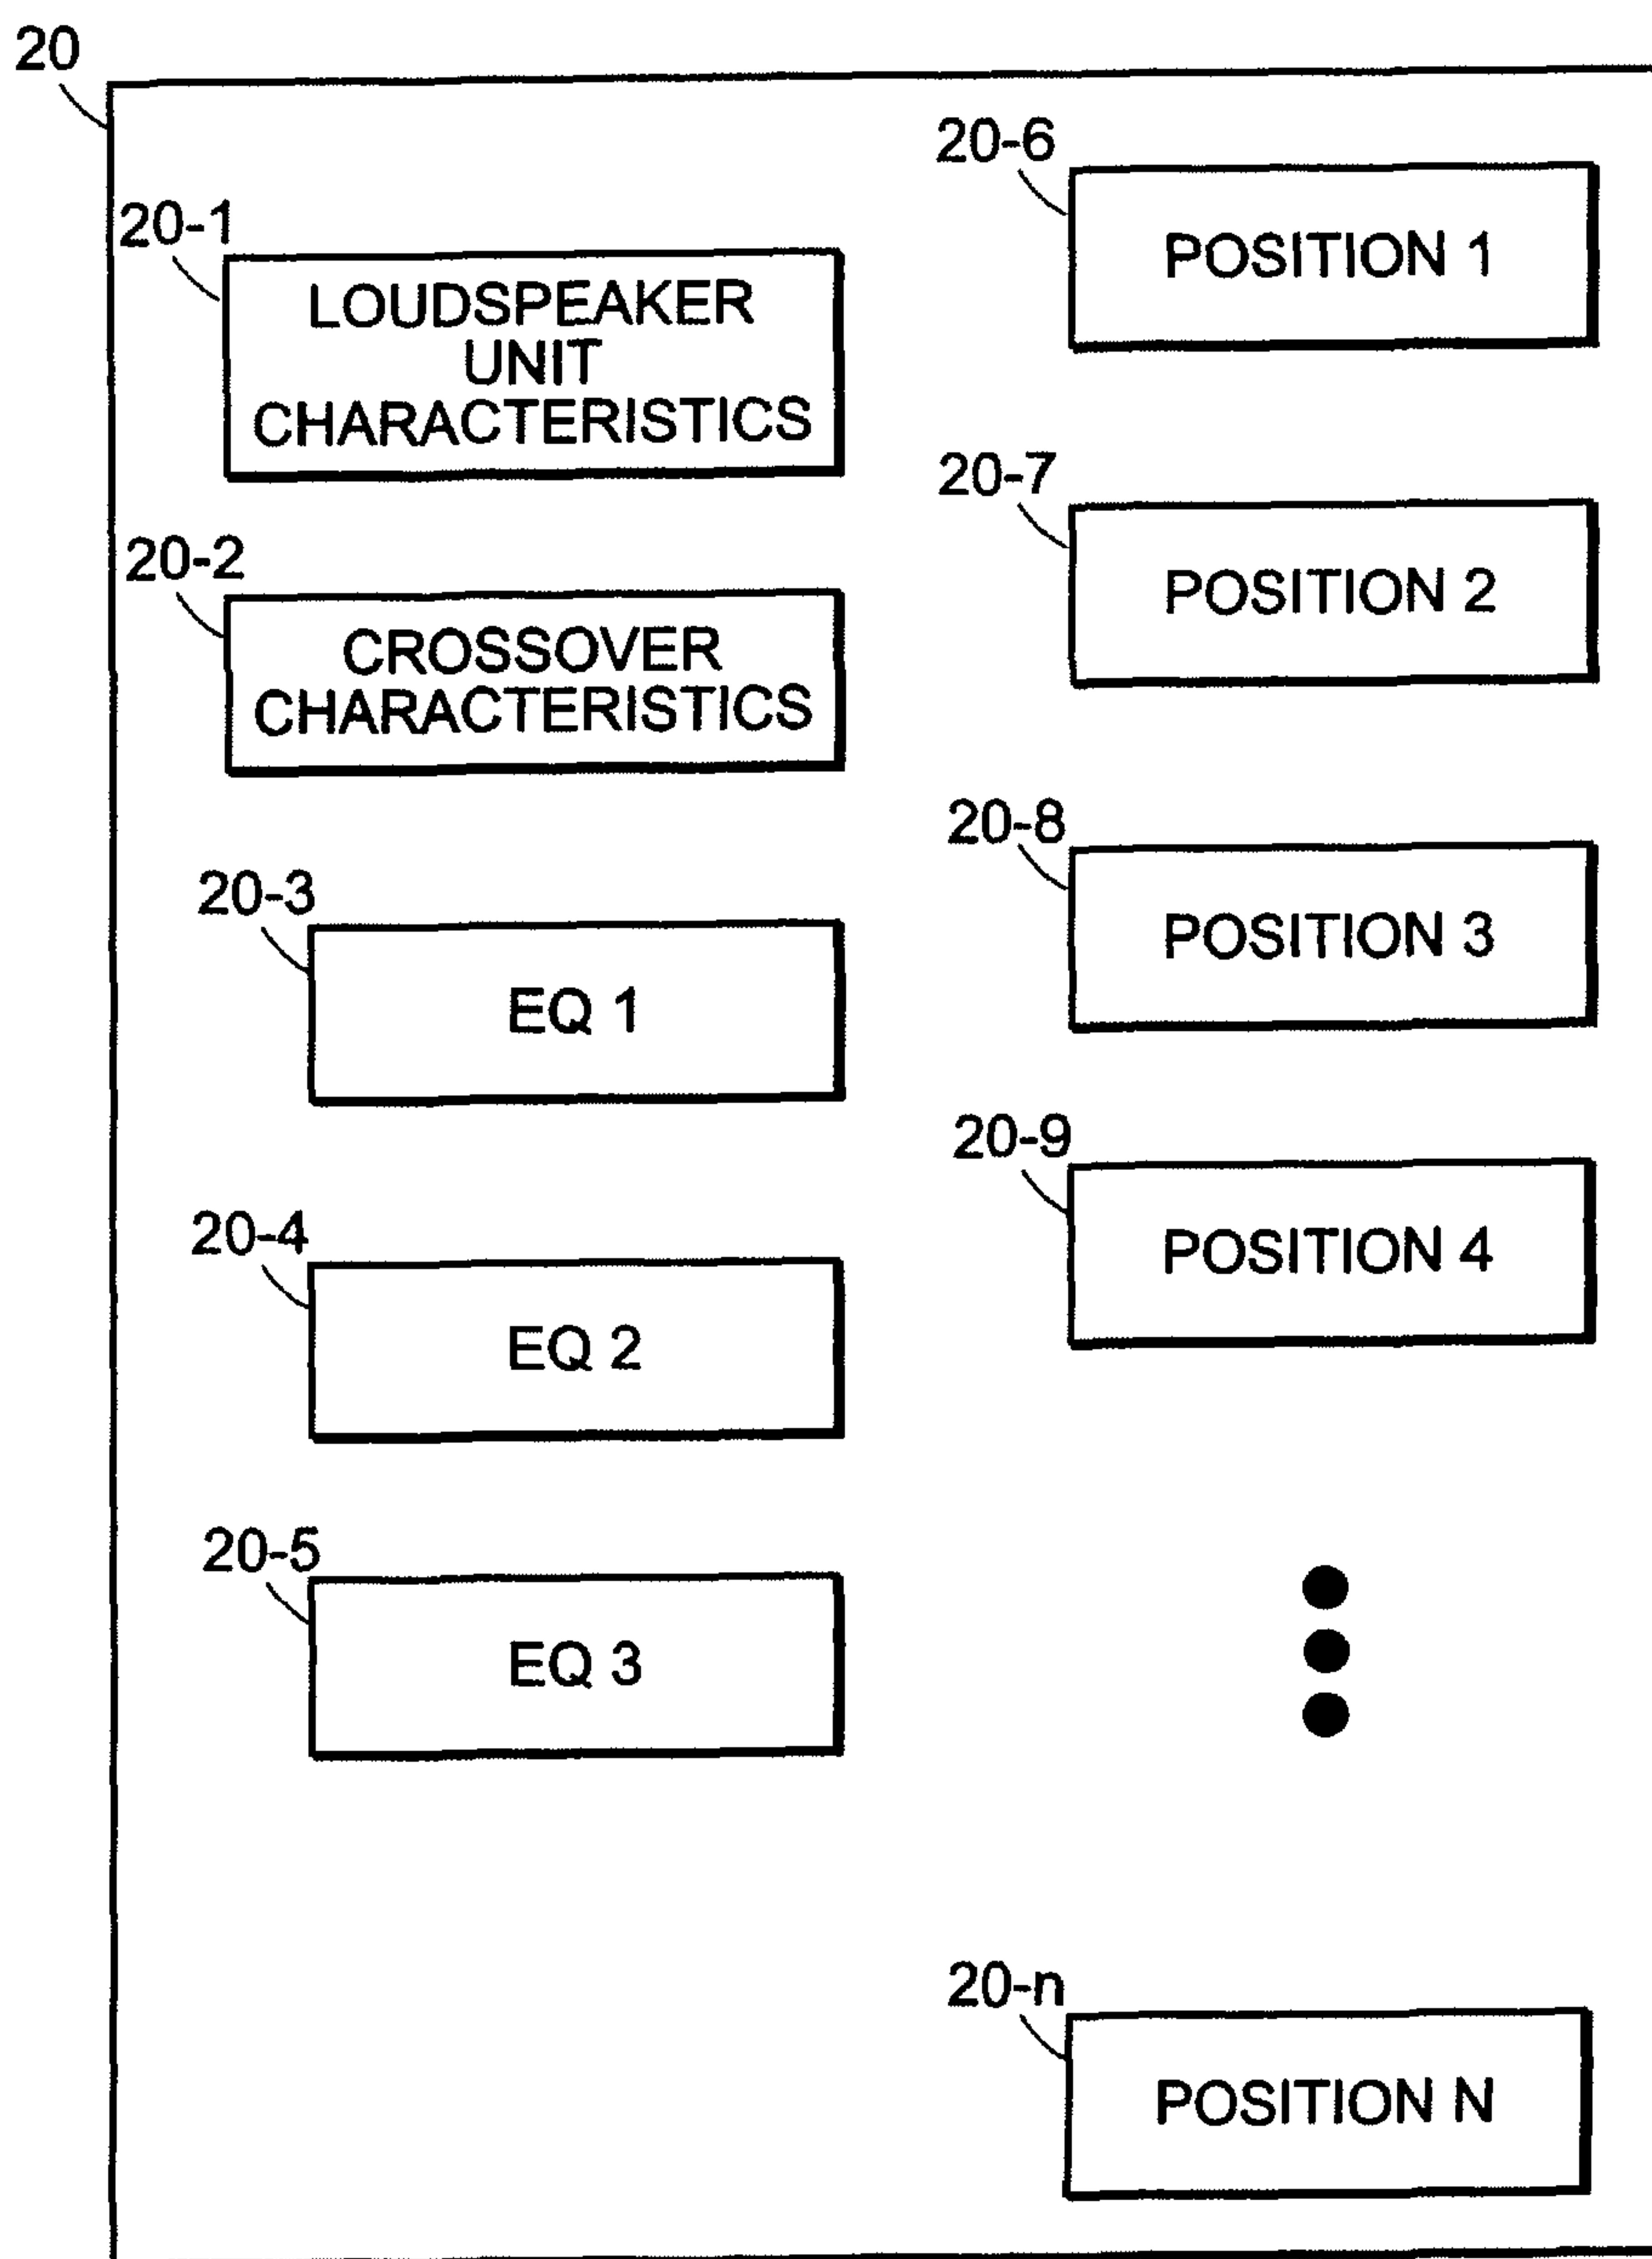 20
20-1
LOUDSPEAKER
UNIT
CHARACTERISTICS
20-2
CROSSOVER
CHARACTERISTICS
20-3
EQ 1
20-4
EQ 2
20-5
EQ 3
20-6
POSITION 1
20-7
POSITION 2
20-8
POSITION 3
20-9
POSITION 4
20-n
POSITION N